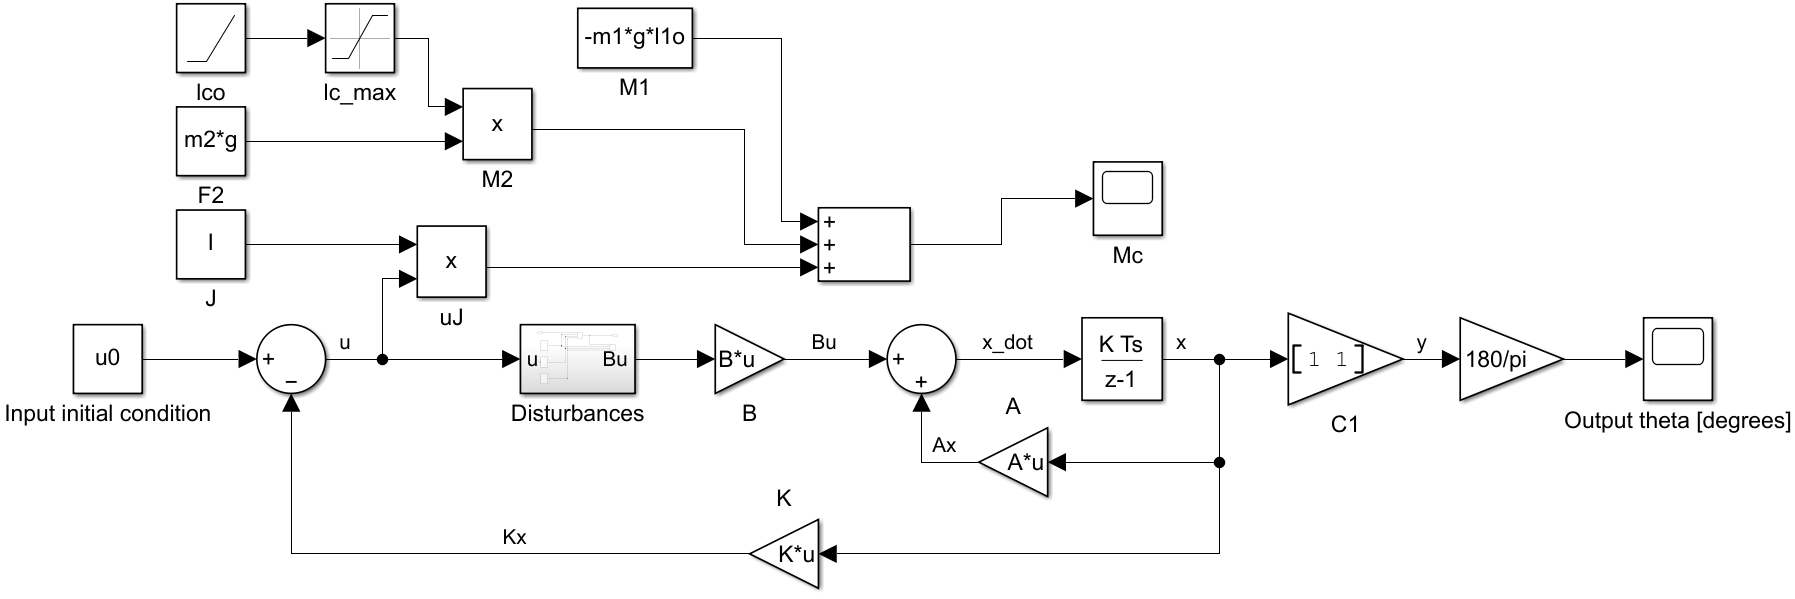 -m1*g*l1o
M1
lco
lc_max
x
M2
m2*g
F2
I
J
x
uJ
+
+
+
Mc
u0
Input initial condition
+
−
u
u
Bu
Disturbances
B*u
B
Bu
+
+
x_dot
K Ts
z-1
x
[ 1 1 ]
C1
y
180/pi
Output theta [degrees]
A
Ax
A*u
K
Kx
K*u